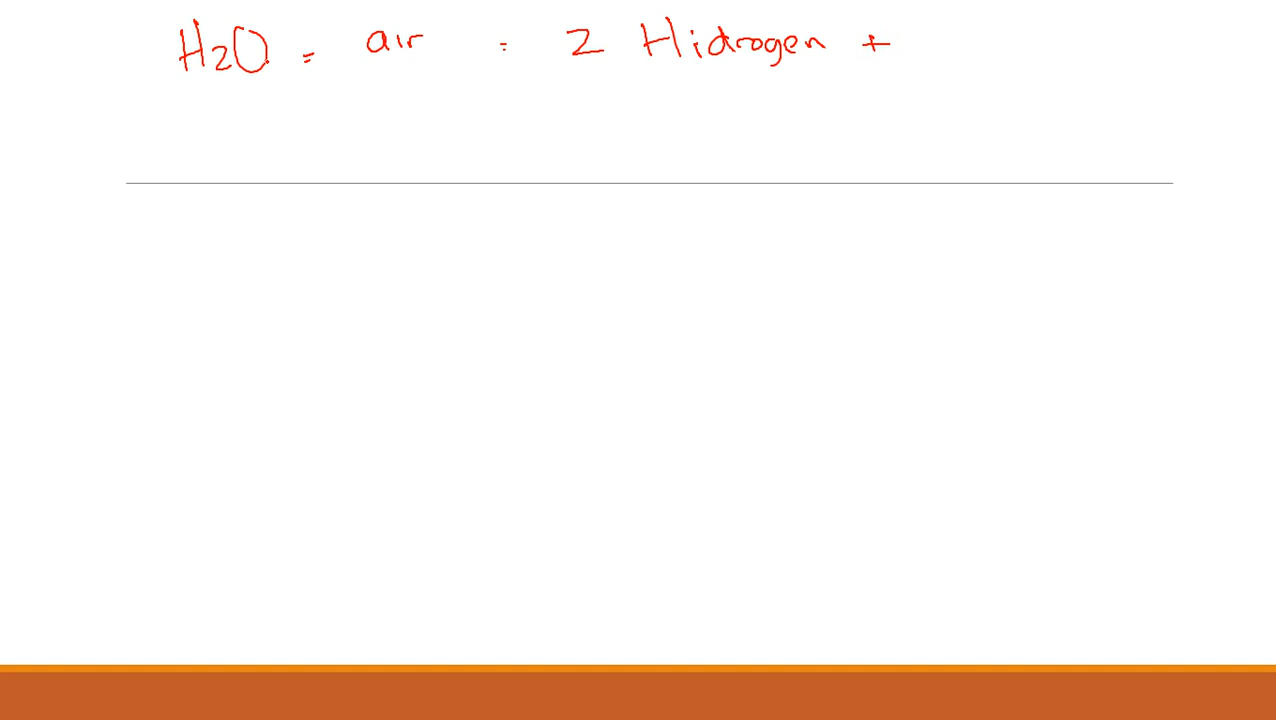 H2O = air = 2 Hidrogen +